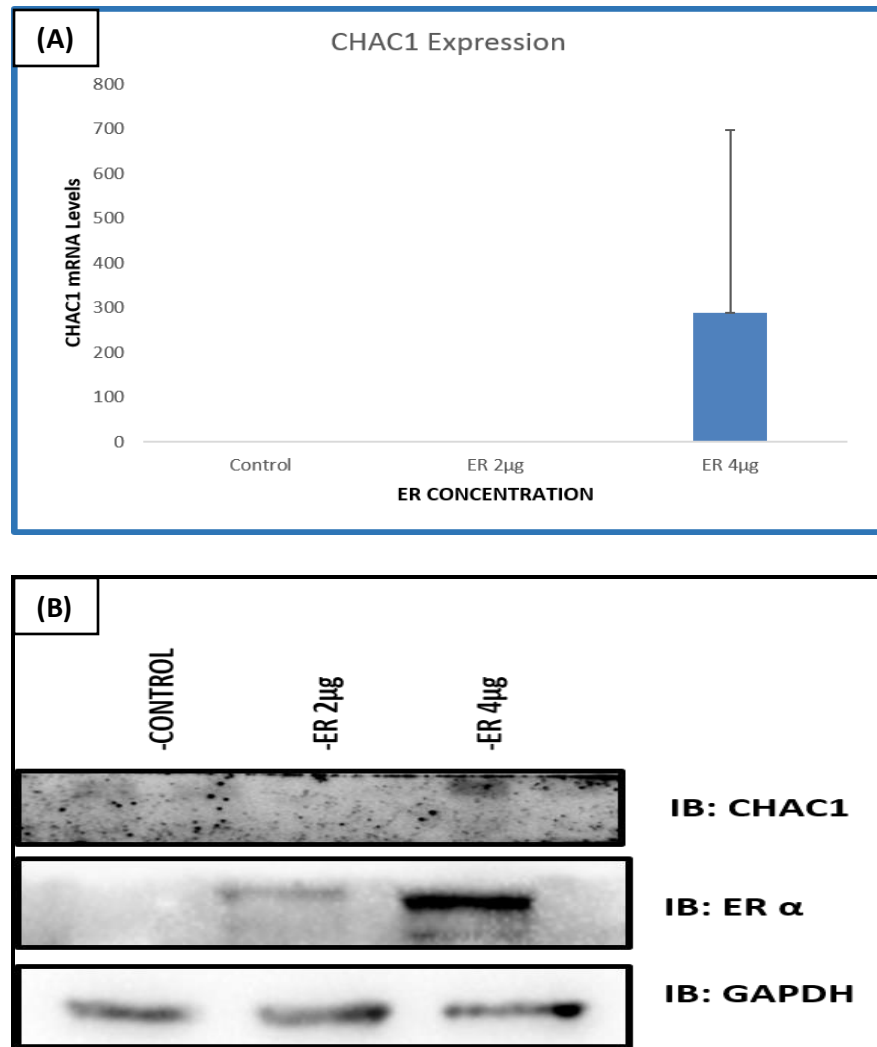 (A)
CHAC1 Expression
800
700
600
500
400
300
200
100
0
CHAC1 mRNA Levels
Control ER 2µg ER 4µg
ER CONCENTRATION
(B)
-CONTROL
-ER 2µg
-ER 4µg
IB: CHAC1
IB: ER α
IB: GAPDH